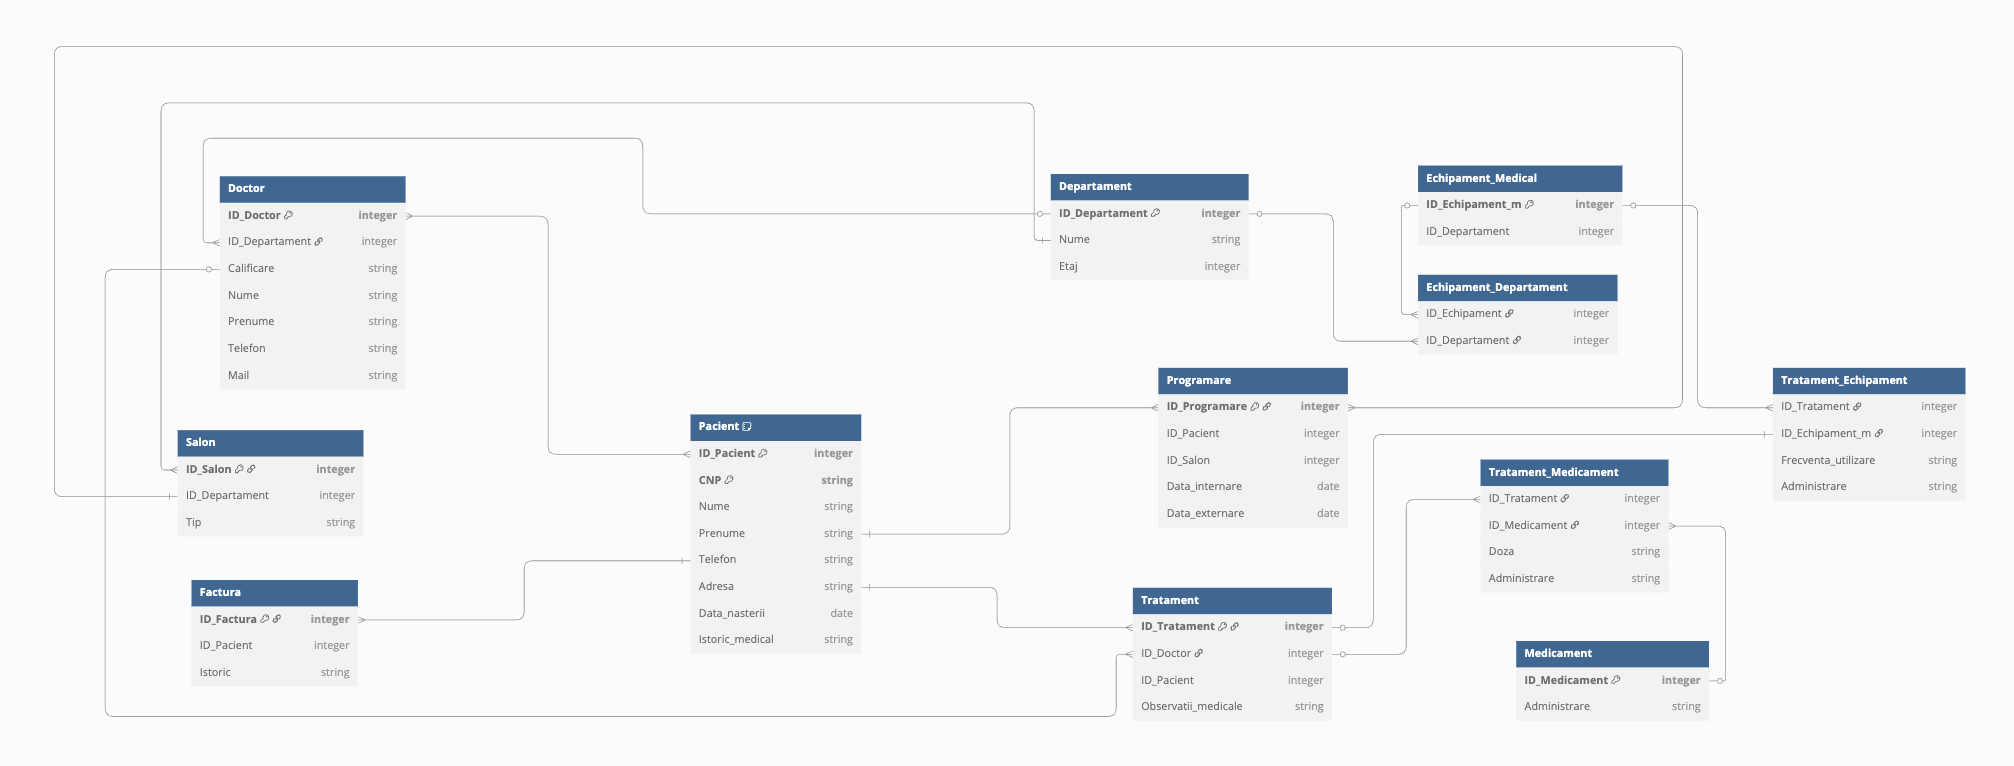 Doctor
ID_Doctor integer
ID_Departament integer
Calificare string
Nume string
Prenume string
Telefon string
Mail string
Salon
ID_Salon integer
ID_Departament integer
Tip string
Factura
ID_Factura integer
ID_Pacient integer
Istoric string
Pacient
ID_Pacient integer
CNP string
Nume string
Prenume string
Telefon string
Adresa string
Data_nasterii date
Istoric_medical string
Departament
ID_Departament integer
Nume string
Etaj integer
Programare
ID_Programare integer
ID_Pacient integer
ID_Salon integer
Data_internare date
Data_externare date
Tratament
ID_Tratament integer
ID_Doctor integer
ID_Pacient integer
Observatii_medicale string
Echipament_Medical
ID_Echipament_m integer
ID_Departament integer
Echipament_Departament
ID_Echipament integer
ID_Departament integer
Tratament_Medicament
ID_Tratament integer
ID_Medicament integer
Doza string
Administrare string
Medicament
ID_Medicament integer
Administrare string
Tratament_Echipament
ID_Tratament integer
ID_Echipament_m integer
Frecventa_utilizare string
Administrare string